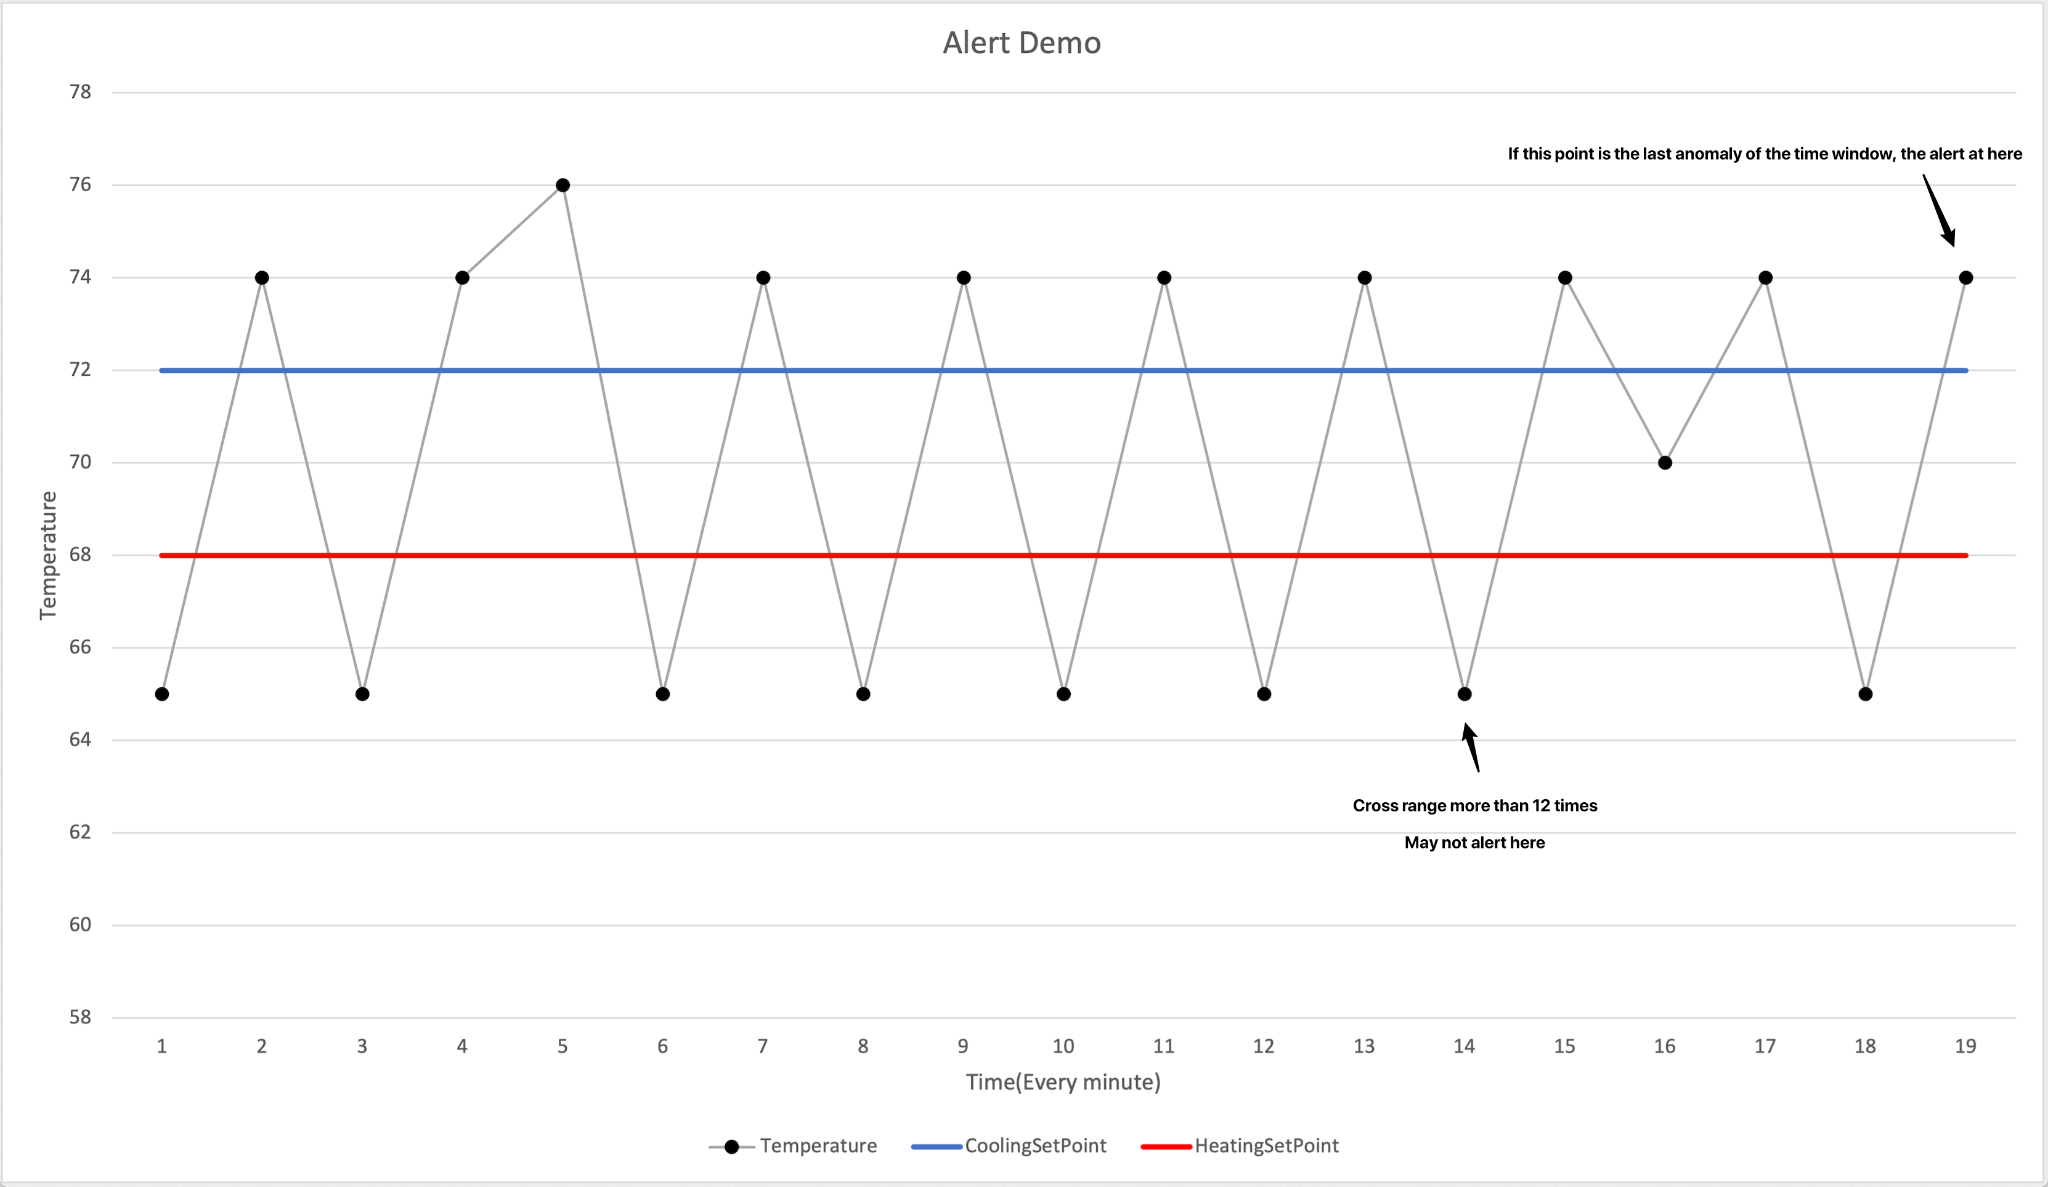 Alert Demo
78
If this point is the last anomaly of the time window, the alert at here
76
74
72
70
Temperature
68
66
64
Cross range more than 12 times
62
May not alert here
60
58
1 2 3 4 5 6 7 8 9 10 11 12 13 14 15 16 17 18 19
Time(Every minute)
Temperature CoolingSetPoint HeatingSetPoint